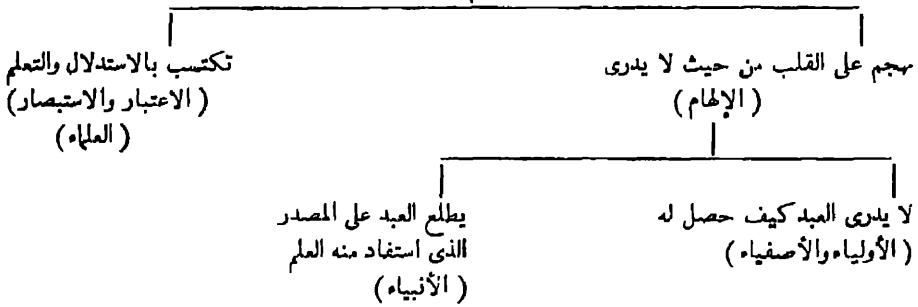 يهجم على القلب من حيث لا يدرى
( الإلهام )
تكتسب بالاستدلال والتعلم
( الاعتبار والاستبصار )
( العلماء )
لا يدرى العبد كيف حصل له
( الأولياء والأصفياء )
يطلع العبد على المصدر
الذى استفاد منه العلم
( الأنبياء )